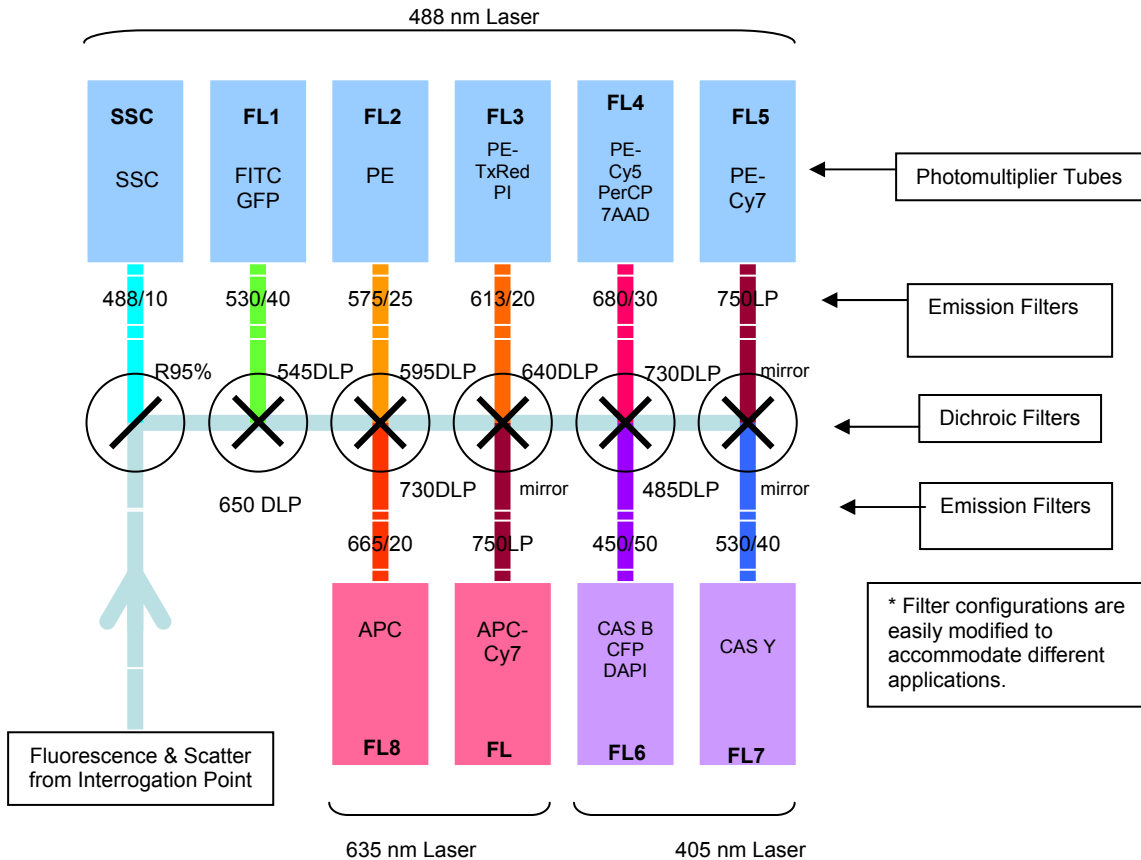 488 nm Laser
SSC
SSC
FL1
FITC
GFP
FL2
PE
FL3
PE-
TxRed
PI
FL4
PE-
Cy5
PerCP
7AAD
FL5
PE-
Cy7
Photomultiplier Tubes
488/10
530/40
575/25
613/20
680/30
750LP
Emission Filters
R95%
545DLP
595DLP
640DLP
730DLP
mirror
Dichroic Filters
650 DLP
730DLP
mirror
485DLP
mirror
Emission Filters
665/20
750LP
450/50
530/40
APC
FL8
APC-
Cy7
FL
CAS B
CFP
DAPI
FL6
CAS Y
FL7
* Filter configurations are
easily modified to
accommodate different
applications.
Fluorescence & Scatter
from Interrogation Point
635 nm Laser
405 nm Laser